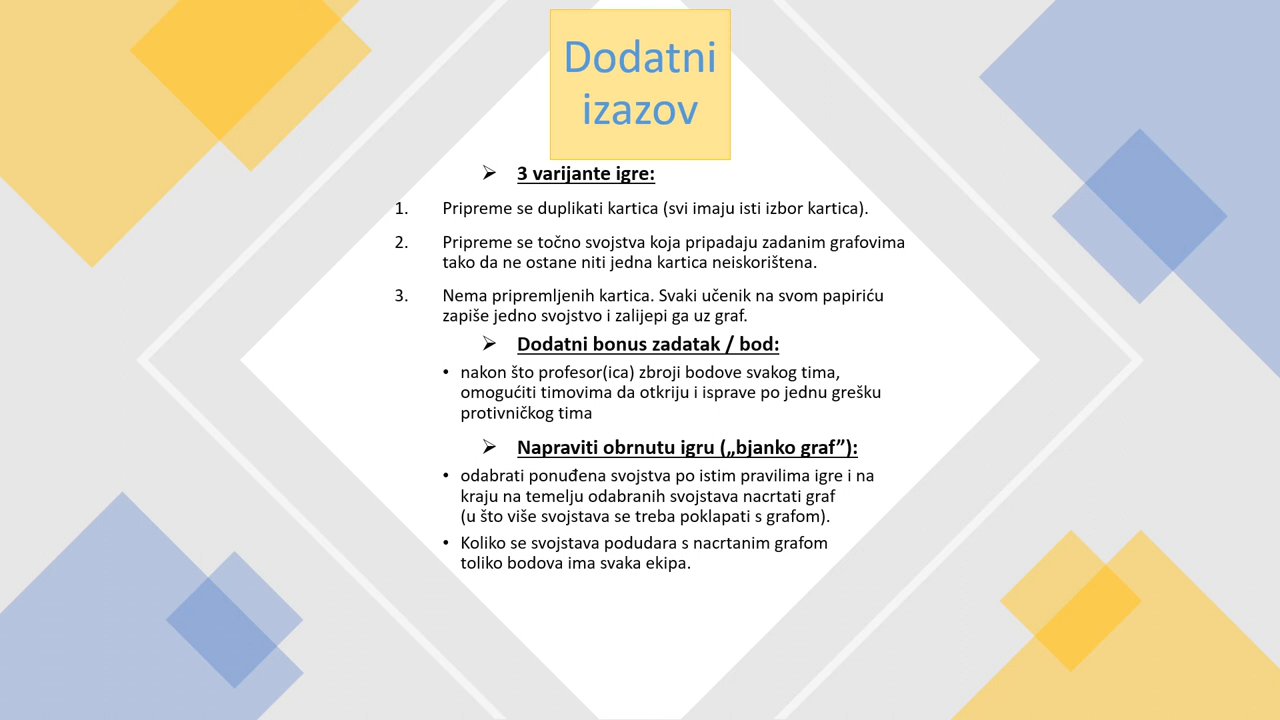 Dodatni
izazov
➢ 3 varijante igre:
1. Pripreme se duplikati kartica (svi imaju isti izbor kartica).
2. Pripreme se točno svojstva koja pripadaju zadanim grafovima
tako da ne ostane niti jedna kartica neiskorištena.
3. Nema pripremljenih kartica. Svaki učenik na svom papiriću
zapiše jedno svojstvo i zalijepi ga uz graf.
➢ Dodatni bonus zadatak / bod:
• nakon što profesor(ica) zbroji bodove svakog tima,
omogućiti timovima da otkriju i isprave po jednu grešku
protivničkog tima
➢ Napraviti obrnutu igru („bjanko graf”):
• odabrati ponuđena svojstva po istim pravilima igre i na
kraju na temelju odabranih svojstava nacrtati graf
(u što više svojstava se treba poklapati s grafom).
• Koliko se svojstava podudara s nacrtanim grafom
toliko bodova ima svaka ekipa.